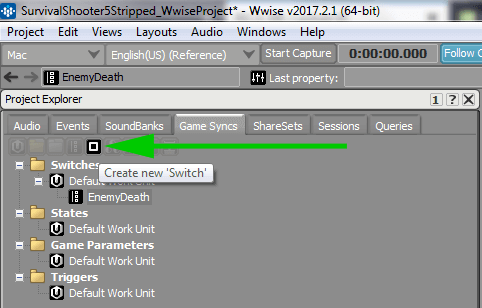 SurvivalShooter5Stripped_WwiseProject* - Wwise v2017.2.1 (64-bit)
Project Edit Views Layouts Audio Help
Mac English(US) (Reference) Start Capture 0:00:00.000 Follow
EnemyDeath Last property:
Project Explorer 1 ? X
Audio Events SoundBanks Game Syncs ShareSets Sessions Queries
Switches
Default Work Unit
Create new 'Switch'
EnemyDeath
States
Default Work Unit
Game Parameters
Default Work Unit
Triggers
Default Work Unit